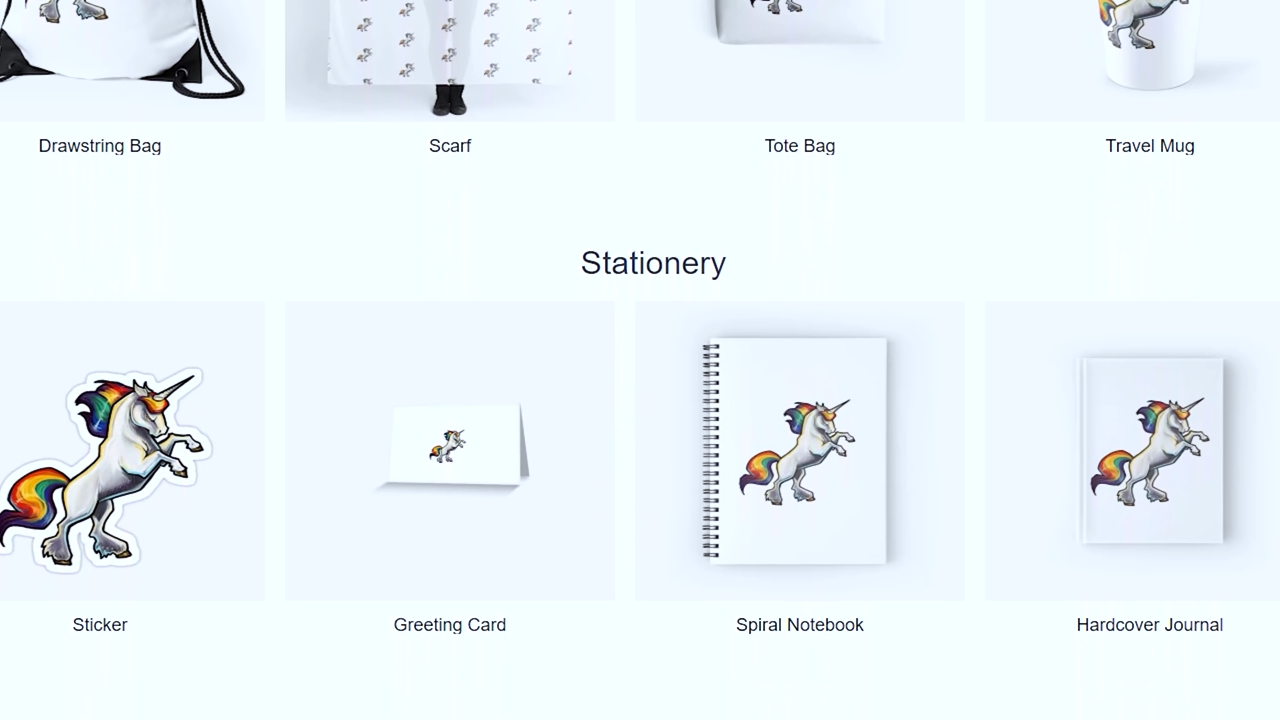 Drawstring Bag
Scarf
Tote Bag
Travel Mug
Stationery
Sticker
Greeting Card
Spiral Notebook
Hardcover Journal